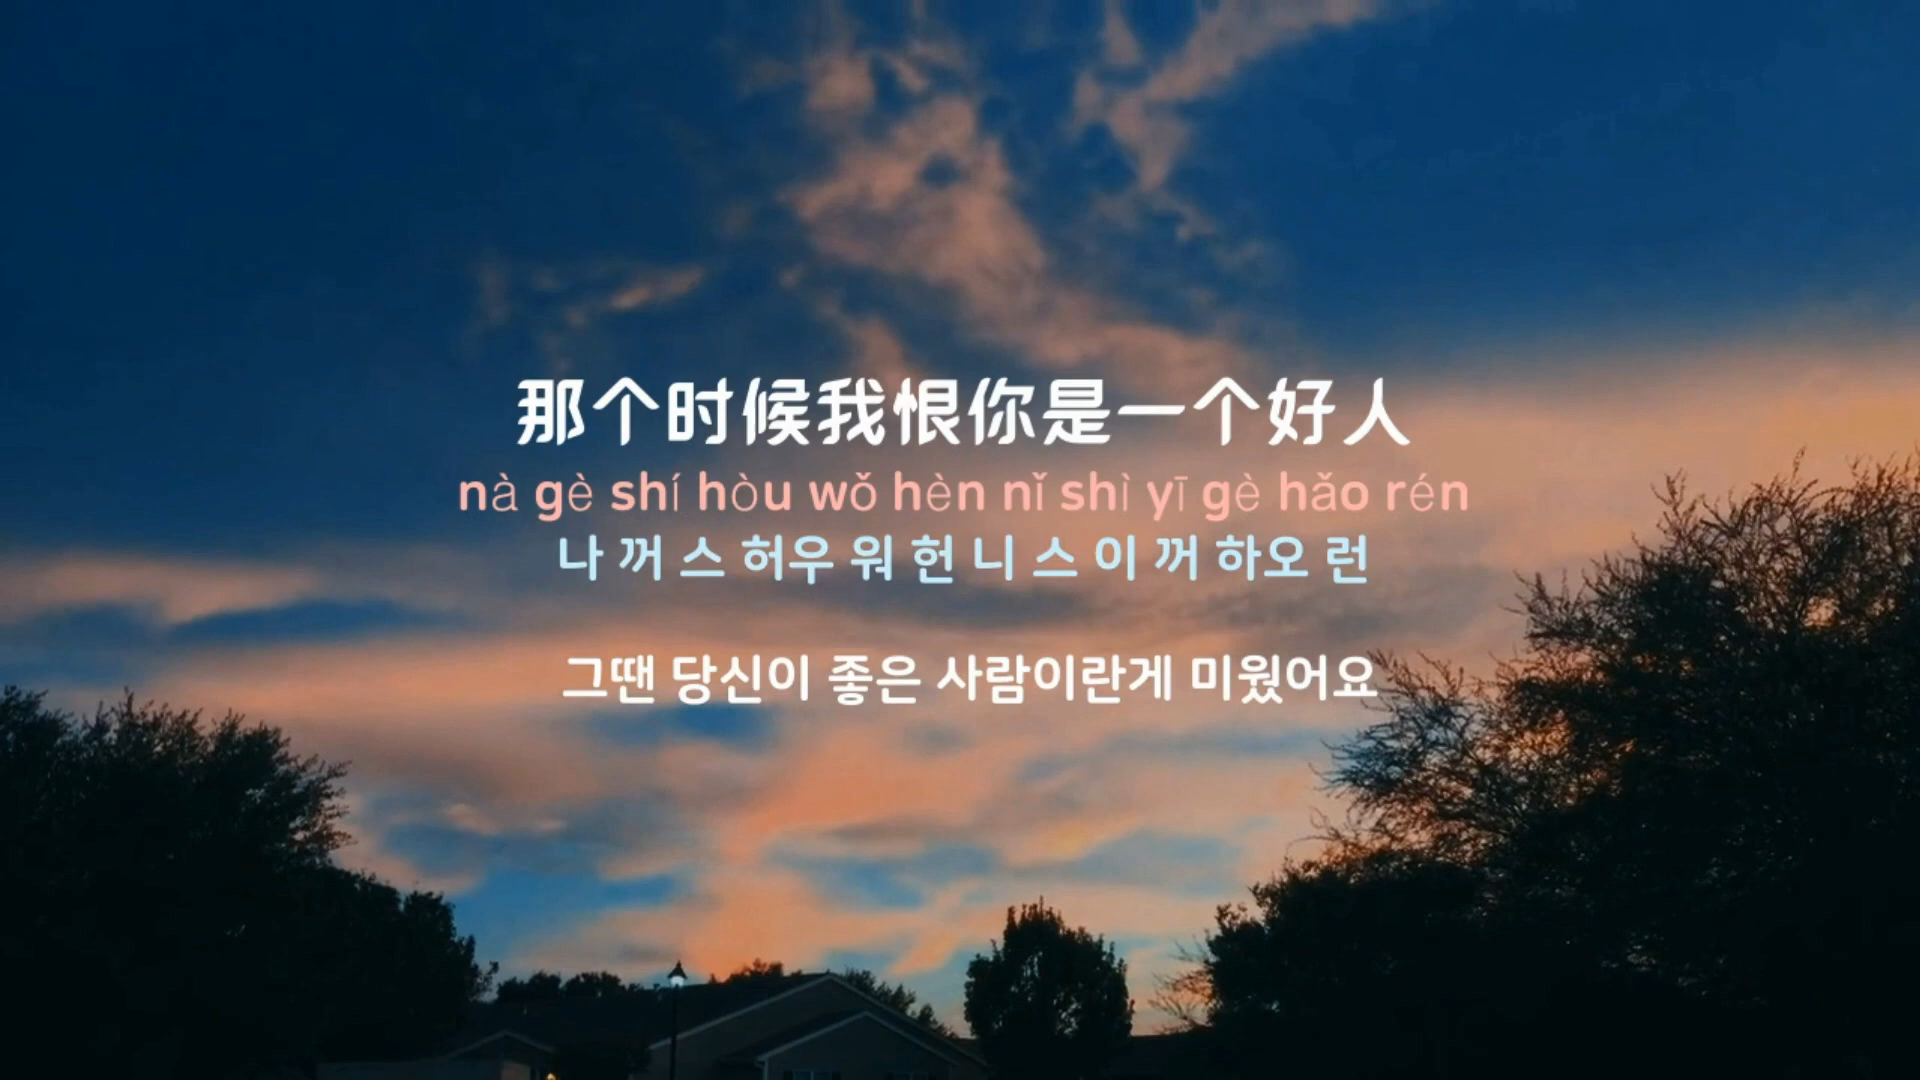 那个时候我恨你是一个好人
nà gè shí hòu wǒ hèn nǐ shì yī gè hǎo rén
나 꺼 스 허우 워 헌 니 스 이 꺼 하오 런
그땐 당신이 좋은 사람이란게 미웠어요